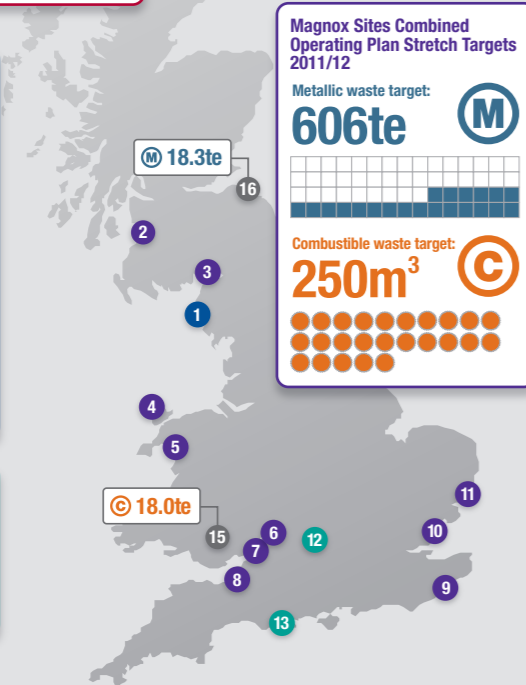 Magnox Sites Combined
Operating Plan Stretch Targets
2011/12
Metallic waste target:
606te
M
Combustible waste target:
250m³
C
M 18.3te
16
2
3
1
4
5
C 18.0te
15
6
7
12
8
13
11
10
9